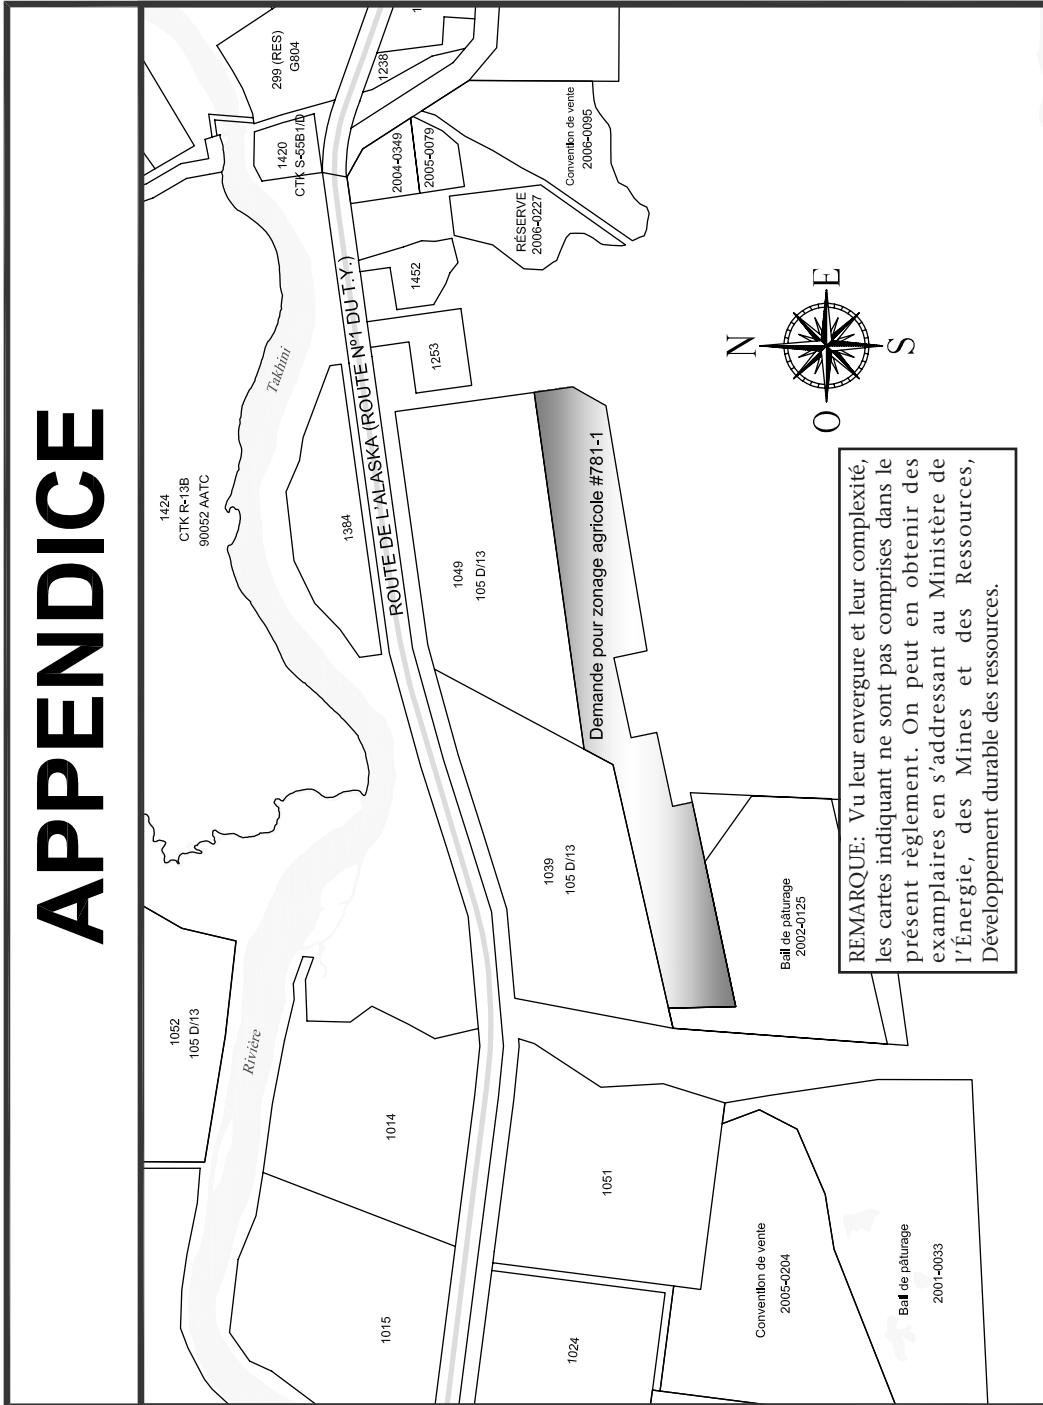 APPENDICE
1052
105 D/13
Rivière
1014
1015
1424
CTK R-13B
90052 AATC
Takhini
1384
299 (RES)
G804
1420
CTK S-55B1/D
1
1238
ROUTE DE L'ALASKA (ROUTE Nº1 DU T.Y.)
2004-0349
2005-0079
1452
1253
RÉSERVE
2006-0227
Convention de vente
2006-0095
1049
105 D/13
1039
105 D/13
Demande pour zonage agricole #781-1
1051
1024
Bail de pâturage
2002-0125
Convention de vente
2005-0204
Bail de pâturage
2001-0033
N
O
E
S
REMARQUE: Vu leur envergure et leur complexité,
les cartes indiquant ne sont pas comprises dans le
présent règlement. On peut en obtenir des
examplaires en s'addressant au Ministère de
l'Énergie, des Mines et des Ressources,
Développement durable des ressources.